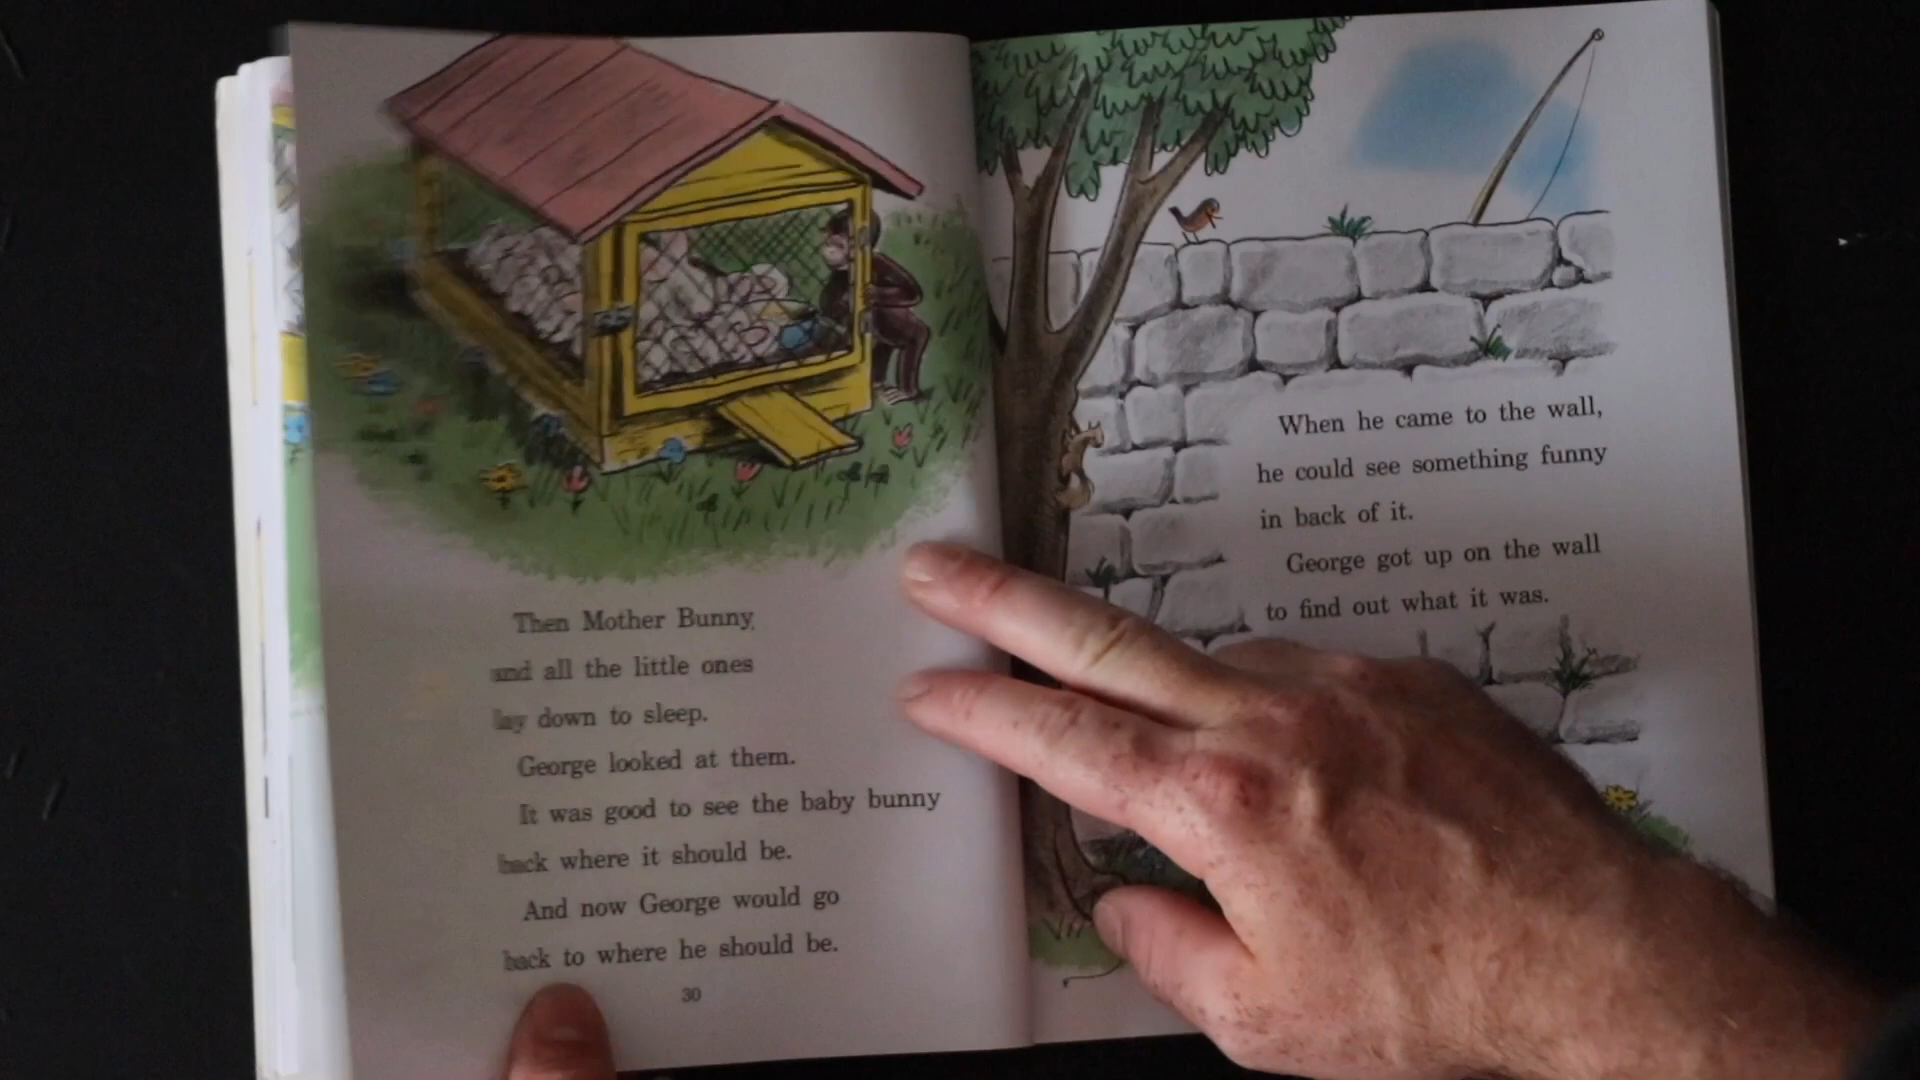 Then Mother Bunny
and all the little ones
lay down to sleep.
George looked at them.
It was good to see the baby bunny
back where it should be.
And now George would go
back to where he should be.
30
When he came to the wall,
he could see something funny
in back of it.
George got up on the wall
to find out what it was.